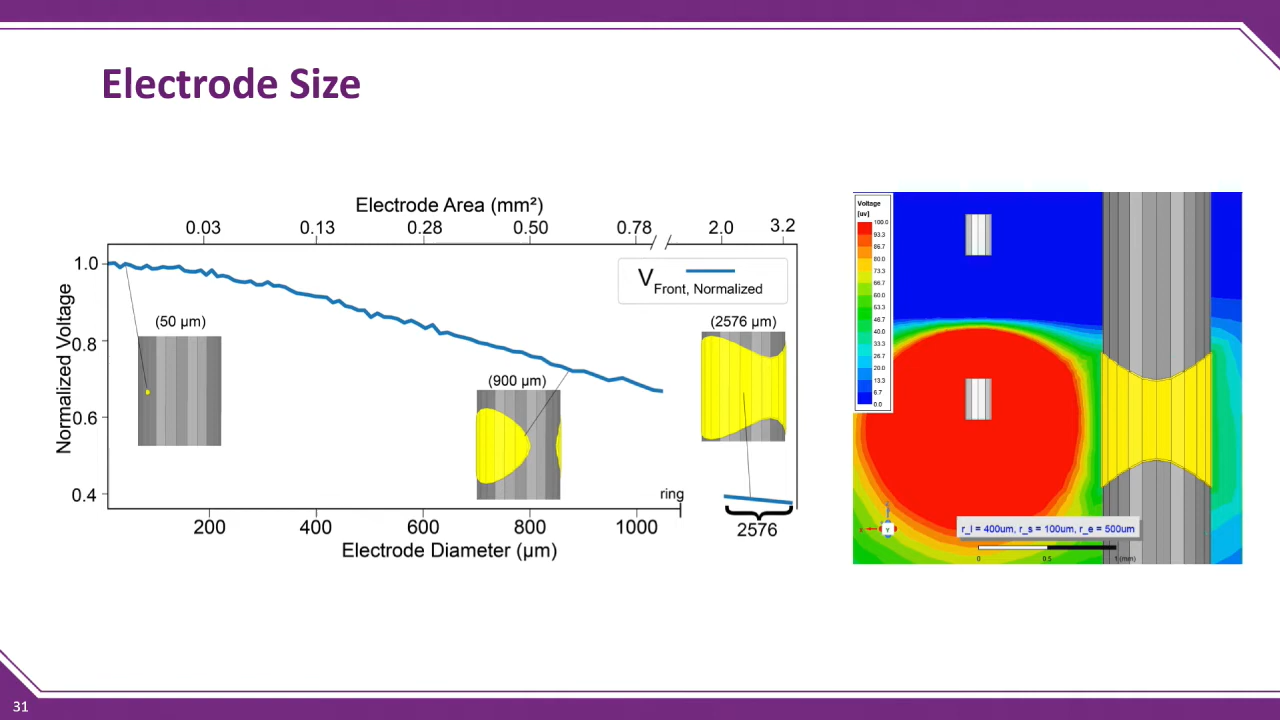 Electrode Size
Electrode Area (mm²)
0.03 0.13 0.28 0.50 0.78 2.0 3.2
1.0
0.8
0.6
0.4
Normalized Voltage
V Front, Normalized
(50 µm)
(900 µm)
(2576 µm)
ring
200 400 600 800 1000 2576
Electrode Diameter (µm)
Voltage
[uv]
100.0
93.3
86.7
80.0
73.3
66.7
60.0
53.3
46.7
40.0
33.3
26.7
20.0
13.3
6.7
0.0
r_l = 400um, r_s = 100um, r_e = 500um
0 0.5 1 (mm)
31